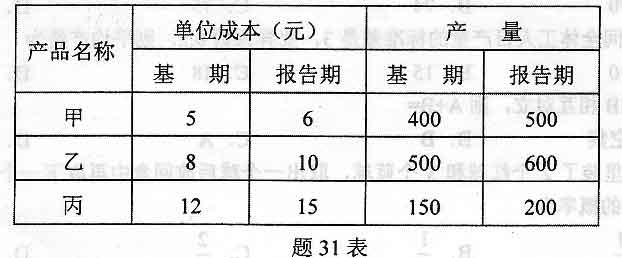 产品名称 单位成本（元） 产 量
基 期 报告期 基 期 报告期
甲 5 6 400 500
乙 8 10 500 600
丙 12 15 150 200
题 31 表